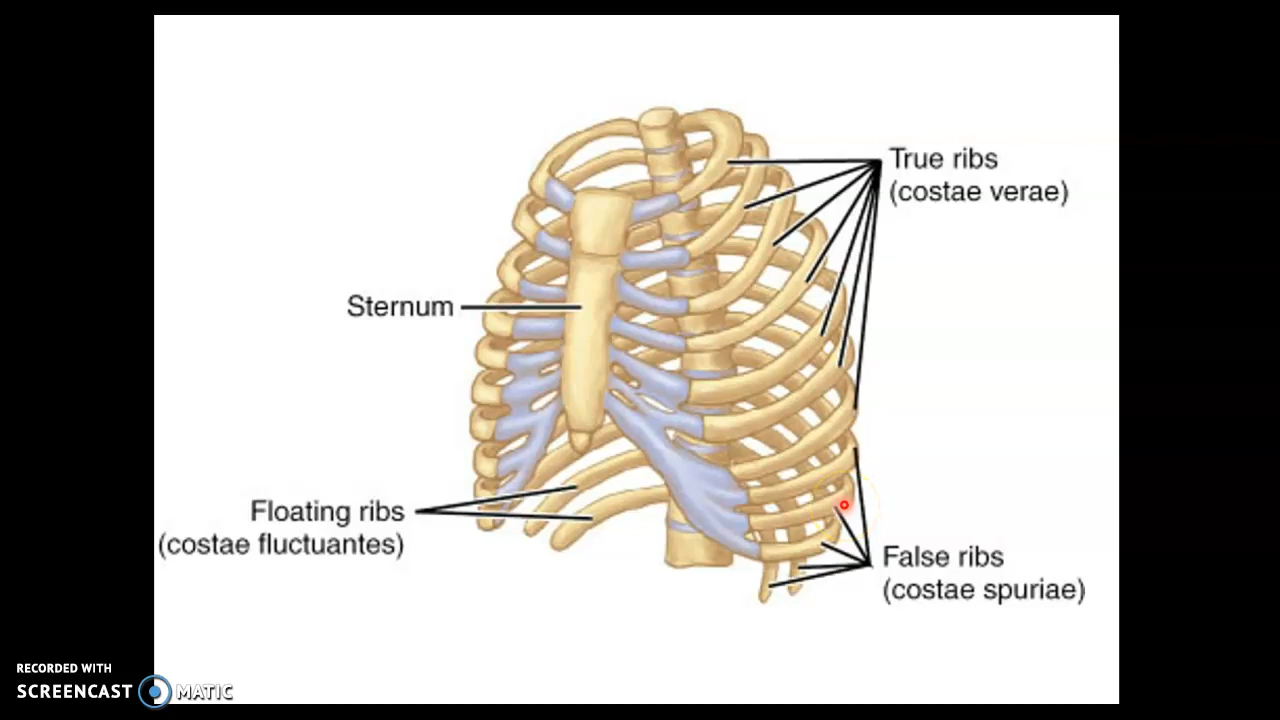 True ribs
(costae verae)
Sternum
Floating ribs
(costae fluctuantes)
False ribs
(costae spuriae)
RECORDED WITH
SCREENCAST MATIC